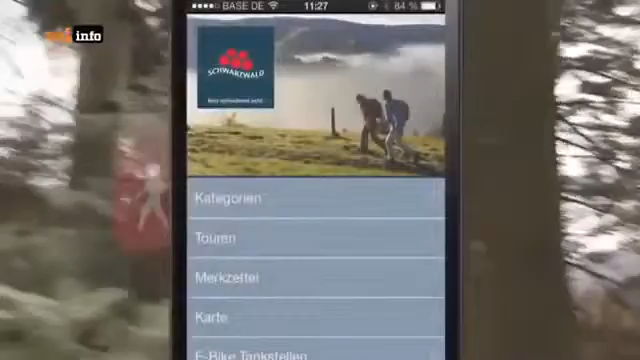 info
BASE DE 11:27 84 %
SCHWARZWALD
Kategorien
Touren
Merkzettel
Karte
E-Bike Tankstellen